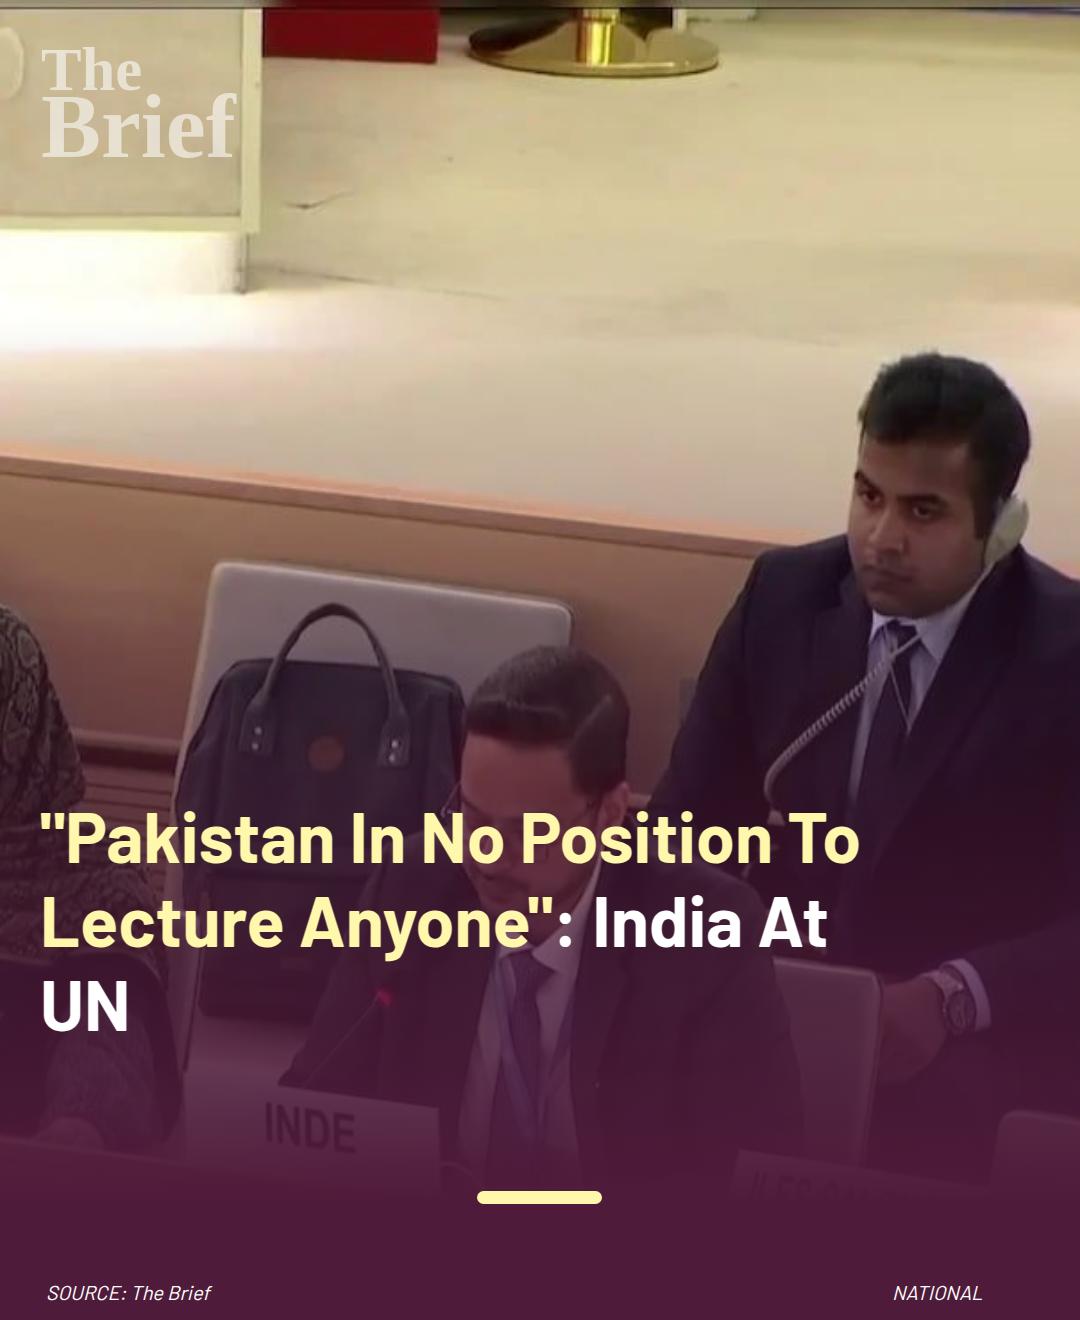 The
Brief
"Pakistan In No Position To
Lecture Anyone": India At
UN
INDE
SOURCE: The Brief
NATIONAL